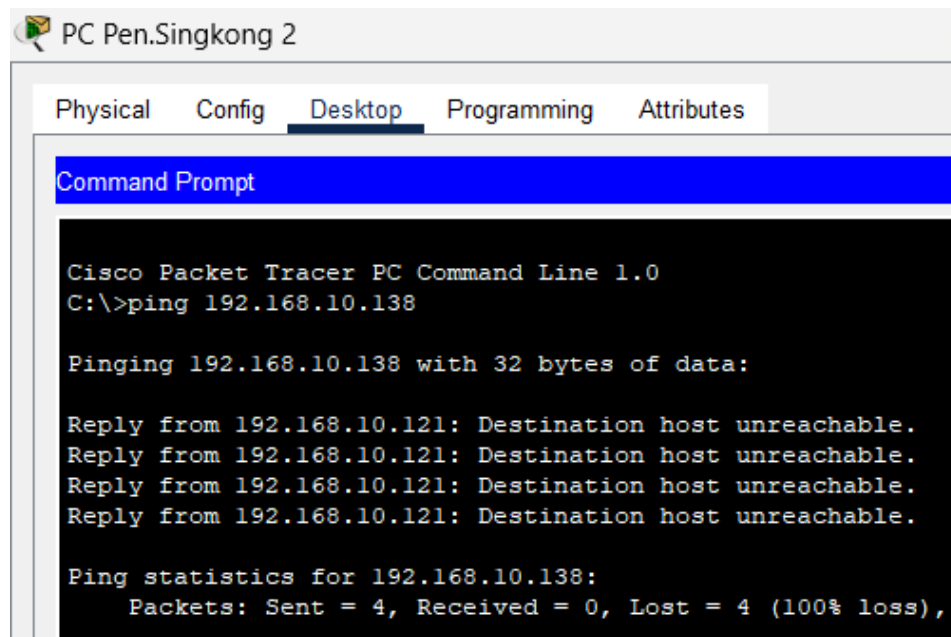 PC Pen.Singkong 2
Physical Config Desktop Programming Attributes
Command Prompt
Cisco Packet Tracer PC Command Line 1.0
C:\>ping 192.168.10.138
Pinging 192.168.10.138 with 32 bytes of data:
Reply from 192.168.10.121: Destination host unreachable.
Reply from 192.168.10.121: Destination host unreachable.
Reply from 192.168.10.121: Destination host unreachable.
Reply from 192.168.10.121: Destination host unreachable.
Ping statistics for 192.168.10.138:
Packets: Sent = 4, Received = 0, Lost = 4 (100% loss),